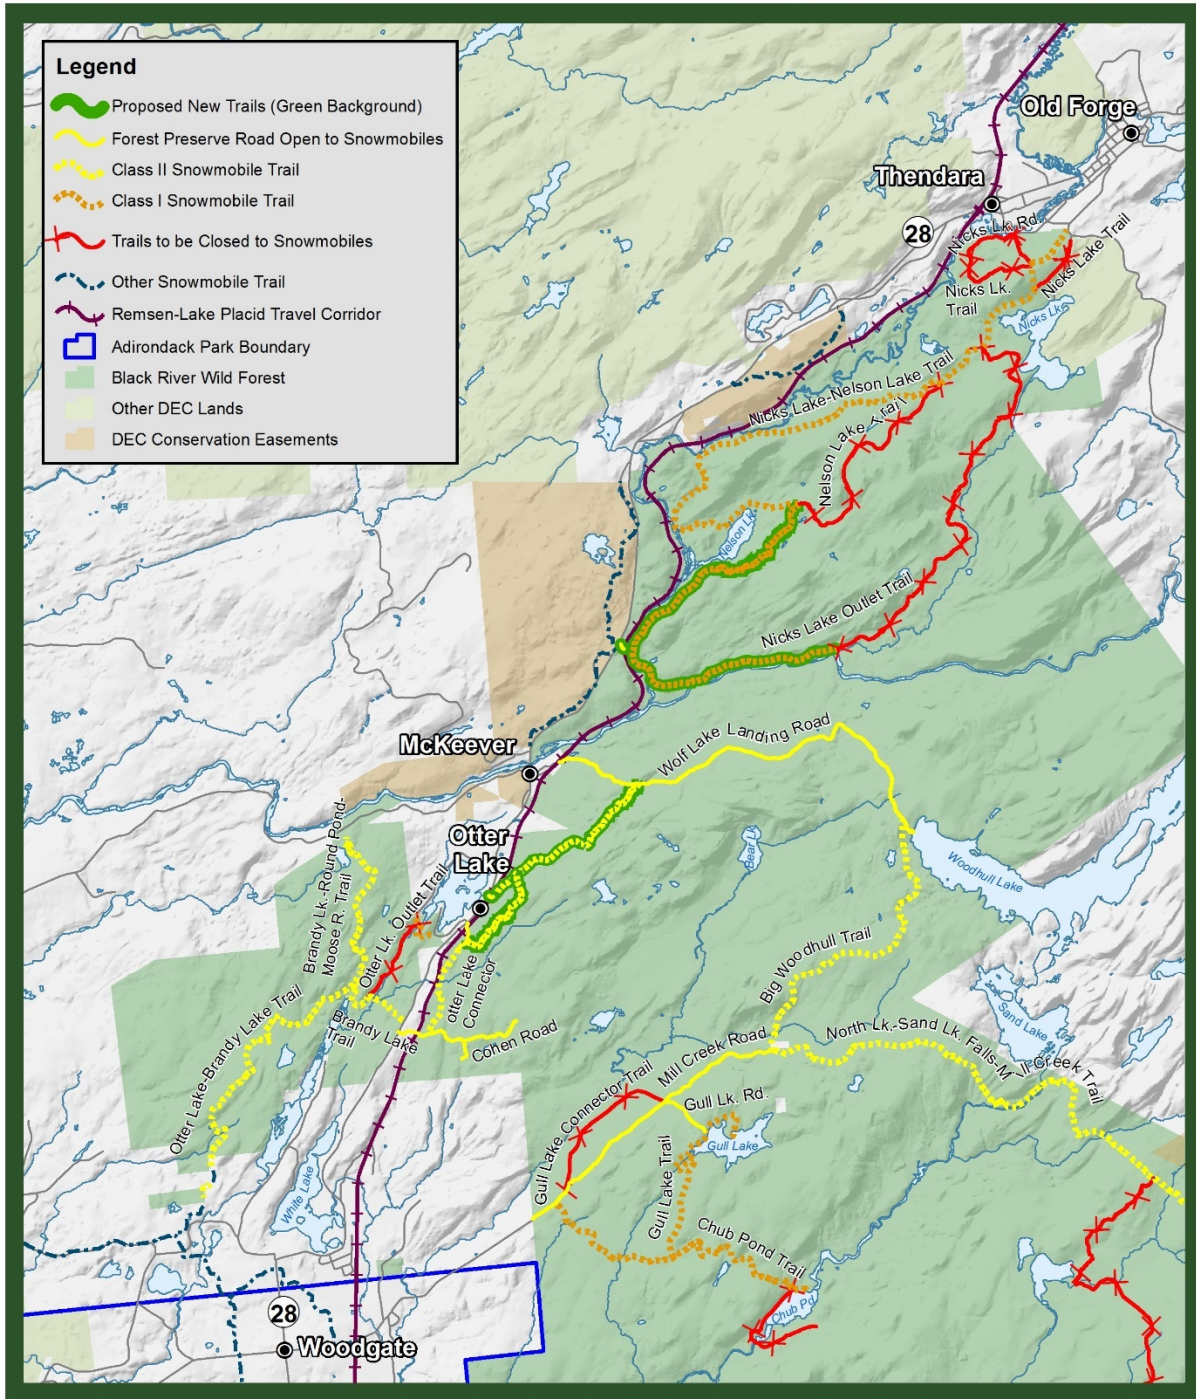 Legend
Proposed New Trails (Green Background)
Forest Preserve Road Open to Snowmobiles
Class II Snowmobile Trail
Class I Snowmobile Trail
Trails to be Closed to Snowmobiles
Other Snowmobile Trail
Remsen-Lake Placid Travel Corridor
Adirondack Park Boundary
Black River Wild Forest
Other DEC Lands
DEC Conservation Easements
Old Forge
Thendara
28
Nicks Lk. Rd.
Nicks Lake Trail
Nicks Lk.
Trail
Nicks Lk.
Nicks Lake-Nelson Lake Trail
Nelson Lake Trail
Nelson Lk.
Nicks Lake Outlet Trail
McKeever
Wolf Lake Landing Road
Otter
Lake
Bear Lk.
Woodhull Lake
Brandy Lk.-Round Pond-
Moose R. Trail
Otter Lk. Outlet Trail
Otter Lake-Brandy Lake Trail
otter Lake
Connector
Brandy Lake
Trail
Cohen Road
Big Woodhull Trail
Sand Lake
North Lk.-Sand Lk. Falls-M
ll Creek Trail
Mill Creek Road
Gull Lake Connector Trail
Gull Lk. Rd.
Gull Lake
Gull Lake Trail
White Lake
Chub Pond Trail
Chub Pd.
28
Woodgate